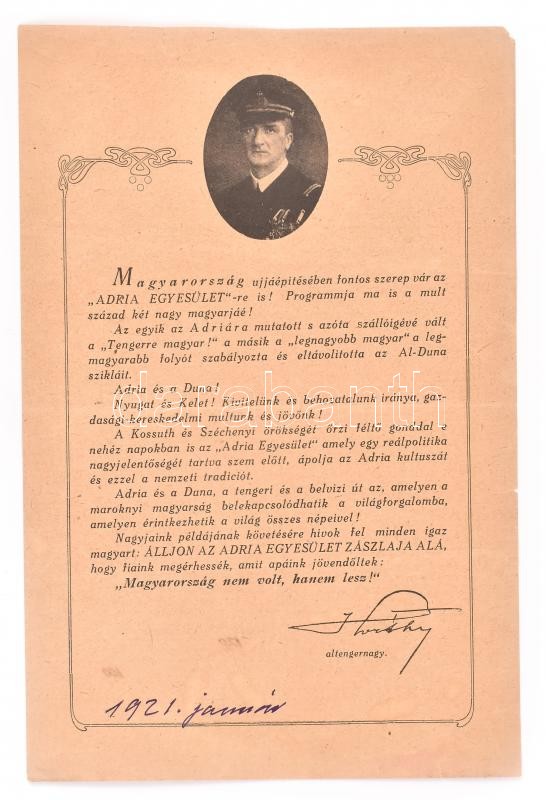 Magyarország ujjáépitésében fontos szerep vár az
„ADRIA EGYESÜLET"-re is! Programmja ma is a mult
század két nagy magyarjáé!
Az egyik az Adriára mutatott s azóta szállóigévé vált
a „Tengerre magyar!" a másik a „legnagyobb magyar" a leg-
magyarabb folyót szabályozta és eltávolitotta az Al-Duna
szikláit.
Adria és a Duna!
Nyugat és Kelet! Kivitelünk és behozatalunk iránya, gaz-
dasági-kereskedelmi multunk és jövőnk!
A Kossuth és Széchenyi örökségét őrzi féltő gonddal e
nehéz napokban is az „Adria Egyesület" amely egy reálpolitika
nagyjelentőségét tartva szem előtt, ápolja az Adria kultuszát
és ezzel a nemzeti tradiciót.
Adria és a Duna, a tengeri és a belvizi út az, amelyen a
maroknyi magyarság belekapcsolódhatik a világforgalomba,
amelyen érintkezhetik a világ összes népeivel!
Nagyjaink példájának követésére hivok fel minden igaz
magyart: ÁLLJON AZ ADRIA EGYESÜLET ZÁSZLAJA ALÁ,
hogy fiaink megérhessék, amit apáink jövendöltek:
„Magyarország nem volt, hanem lesz!"
Horthy
altengernagy.
1921. január
darabanth